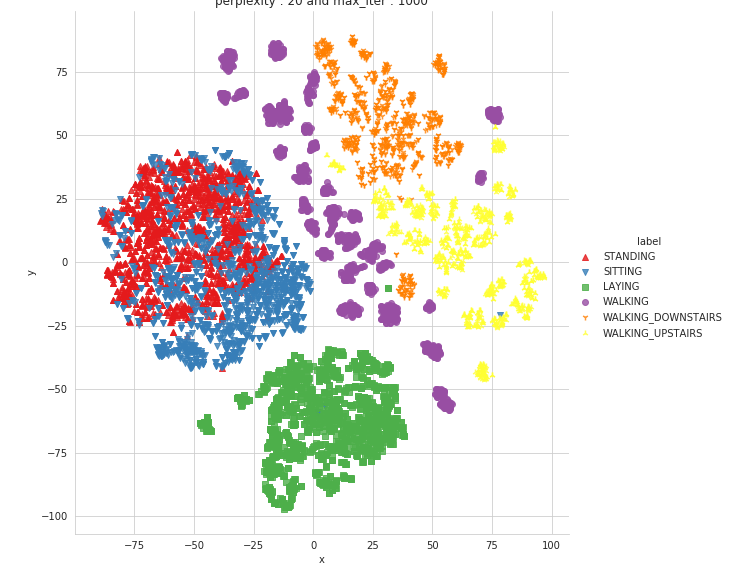 perplexity : 20 and max_iter : 1000
75
50
25
0
−25
−50
−75
−100
y
−75 −50 −25 0 25 50 75 100
x
label
STANDING
SITTING
LAYING
WALKING
WALKING_DOWNSTAIRS
WALKING_UPSTAIRS